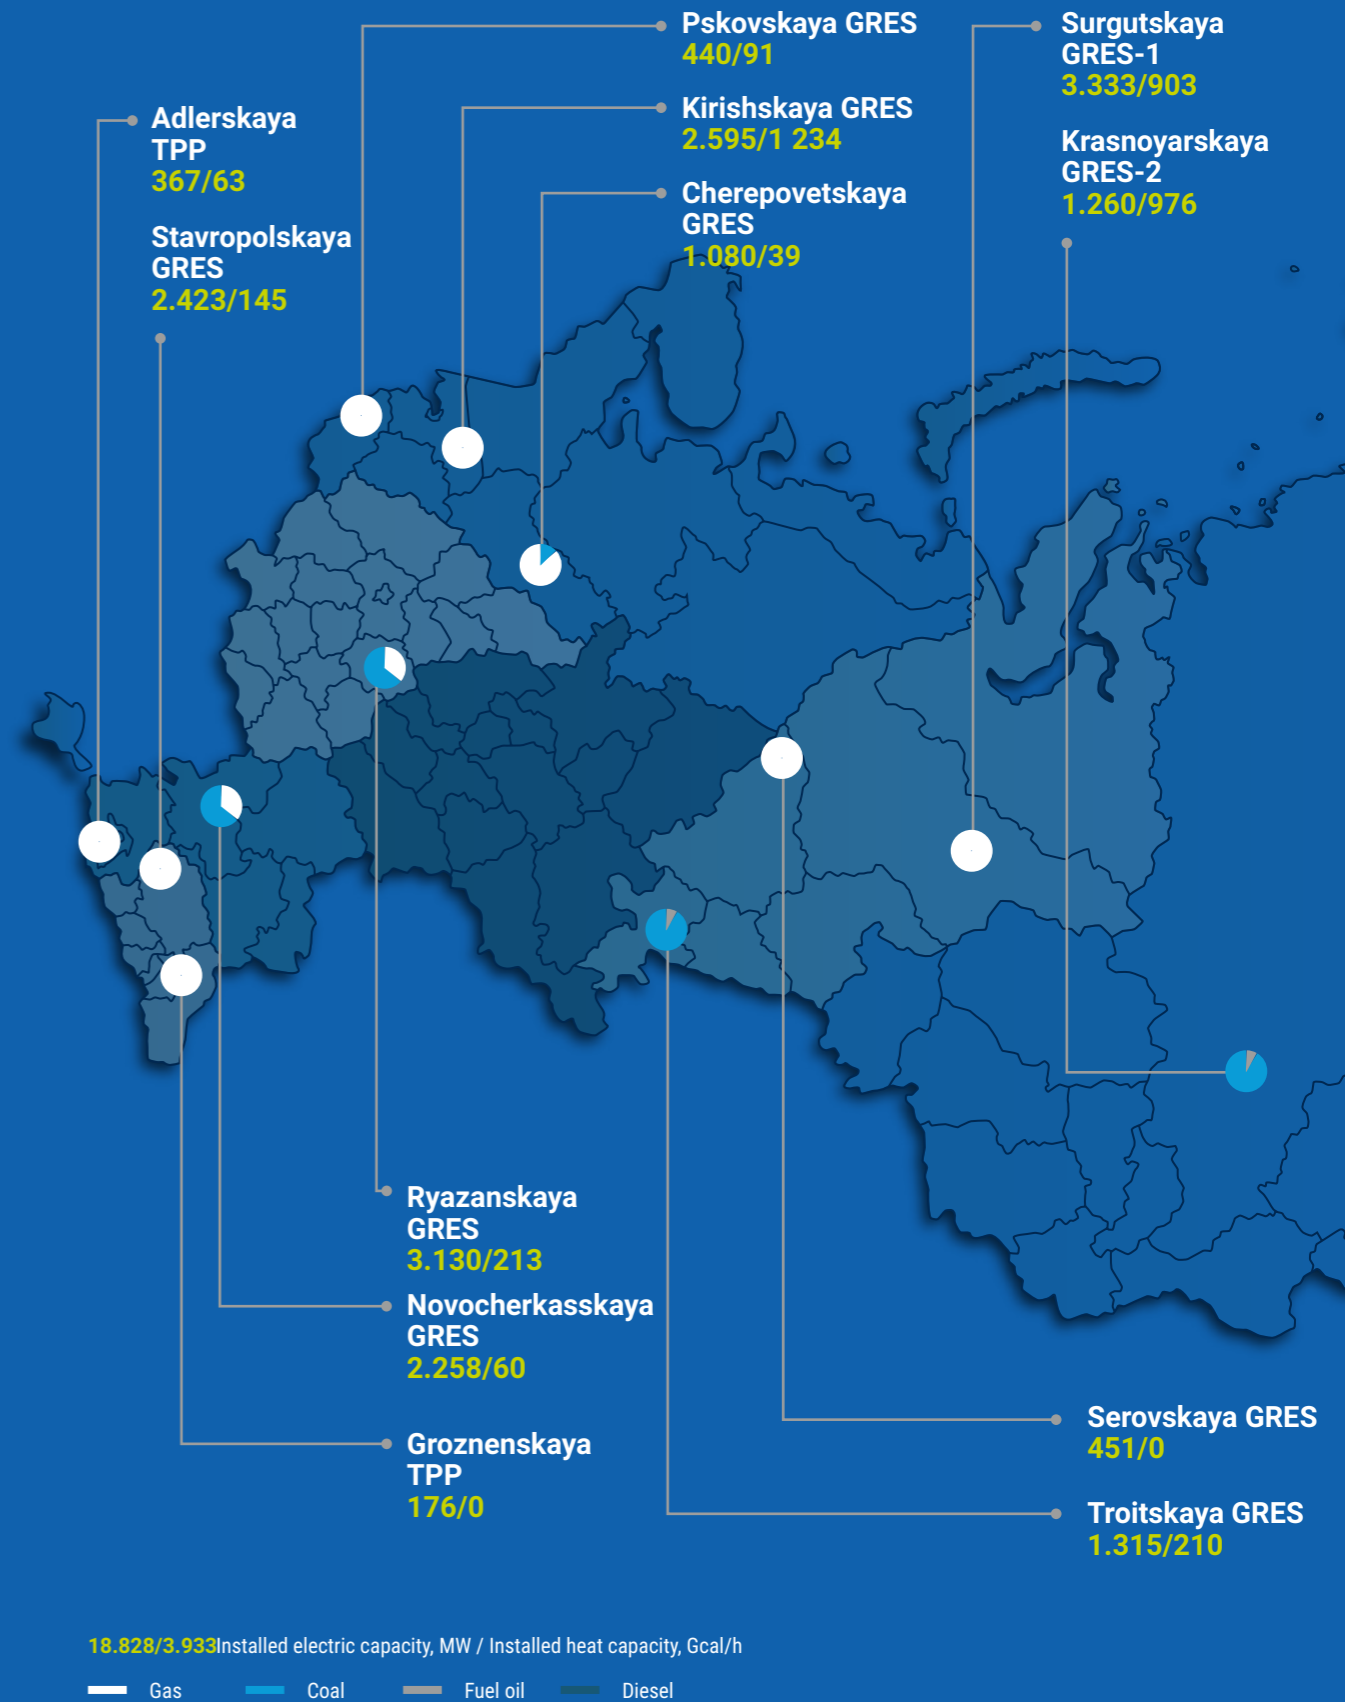 Pskovskaya GRES
440/91
Kirishskaya GRES
2.595/1 234
Cherepovetskaya
GRES
1.080/39
Surgutskaya
GRES-1
3.333/903
Krasnoyarskaya
GRES-2
1.260/976
Adlerskaya
TPP
367/63
Stavropolskaya
GRES
2.423/145
Ryazanskaya
GRES
3.130/213
Novocherkasskaya
GRES
2.258/60
Groznenskaya
TPP
176/0
Serovskaya GRES
451/0
Troitskaya GRES
1.315/210
18.828/3.933Installed electric capacity, MW / Installed heat capacity, Gcal/h
Gas Coal Fuel oil Diesel